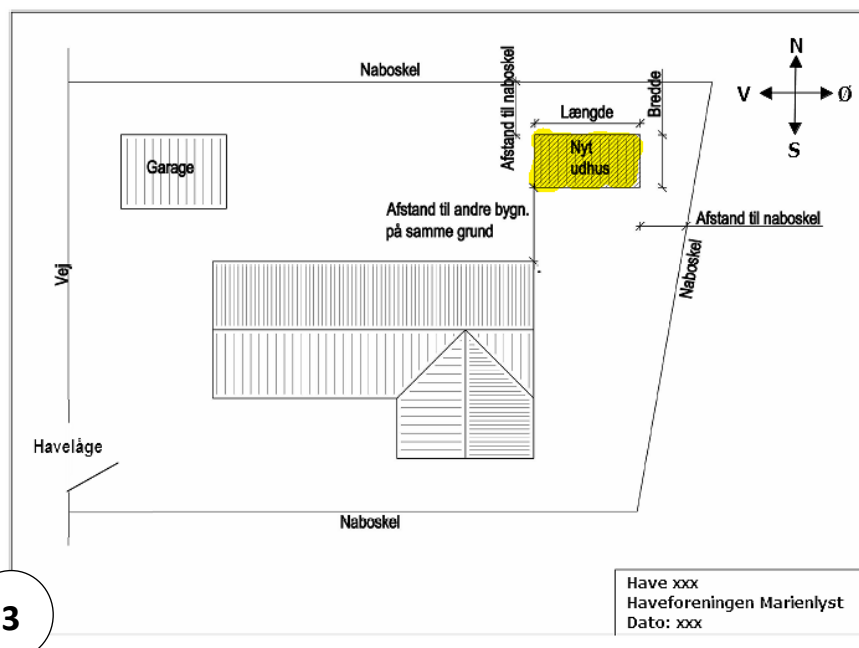 Naboskel
N
V
Ø
S
Afstand til naboskel
Længde
Bredde
Nyt
udhus
Garage
Afstand til andre bygn.
på samme grund
Afstand til naboskel
Naboskel
Vej
Havelåge
Naboskel
Have xxx
Haveforeningen Marienlyst
Dato: xxx
3